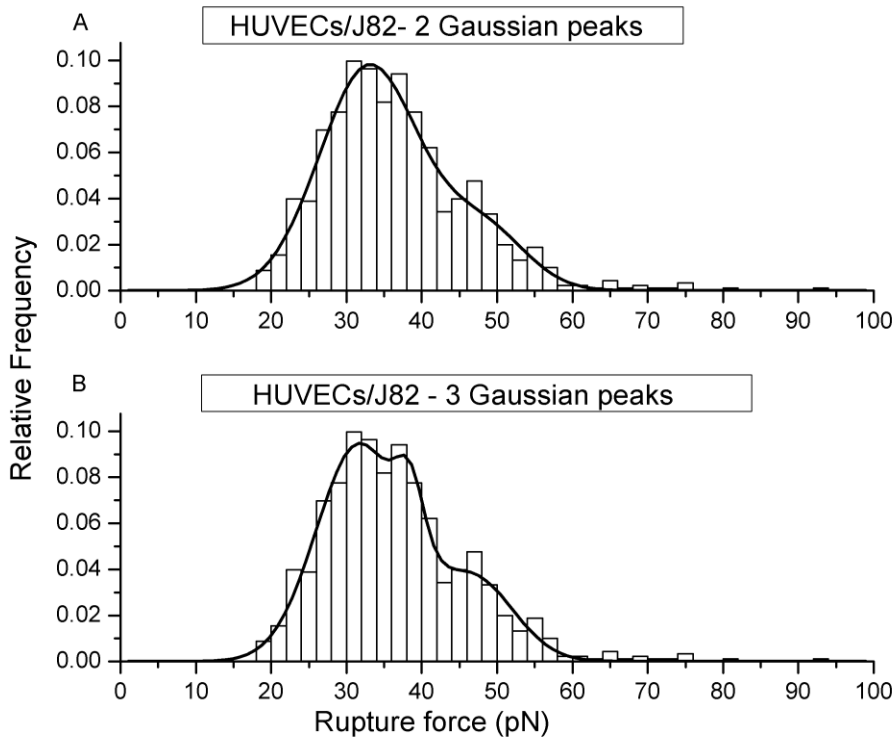 A
HUVECs/J82- 2 Gaussian peaks
0.10
0.08
0.06
0.04
0.02
0.00
0 10 20 30 40 50 60 70 80 90 100
Relative Frequency
B
HUVECs/J82 - 3 Gaussian peaks
0.10
0.08
0.06
0.04
0.02
0.00
0 10 20 30 40 50 60 70 80 90 100
Rupture force (pN)